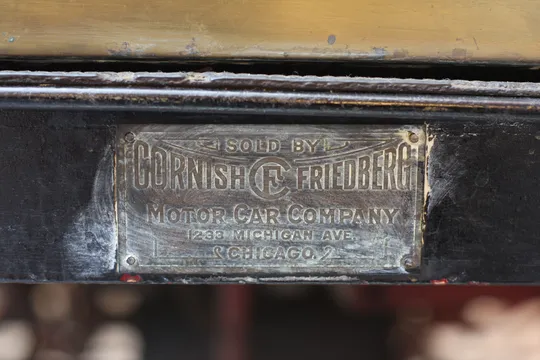 SOLD BY
CORNISH CF FRIEDBERG
MOTOR CAR COMPANY
1233 MICHIGAN AVE
CHICAGO.